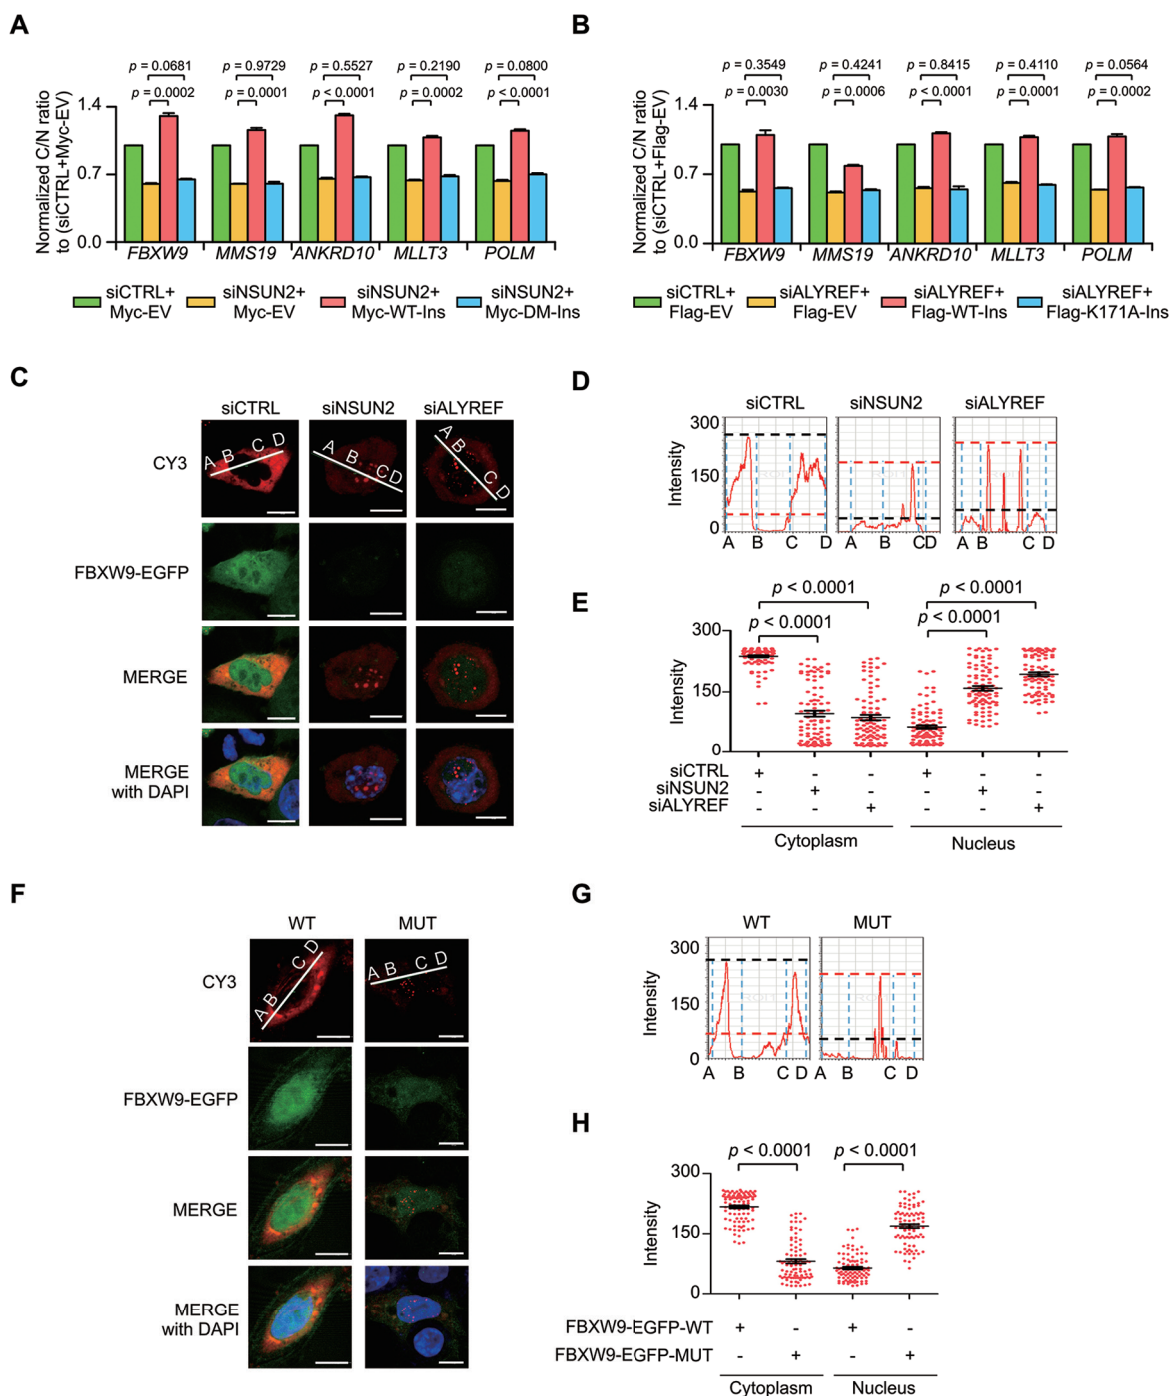 A
B
p = 0.0681 p = 0.9729 p = 0.5527 p = 0.2190 p = 0.0800
p = 0.0002 p = 0.0001 p < 0.0001 p = 0.0002 p < 0.0001
Normalized C/N ratio
to (siCTRL+Myc-EV)
1.4
0.7
0.0
FBXW9 MMS19 ANKRD10 MLLT3 POLM
siCTRL+ siNSUN2+ siNSUN2+ siNSUN2+
Myc-EV Myc-EV Myc-WT-Ins Myc-DM-Ins
p = 0.3549 p = 0.4241 p = 0.8415 p = 0.4110 p = 0.0564
p = 0.0030 p = 0.0006 p < 0.0001 p = 0.0001 p = 0.0002
Normalized C/N ratio
to (siCTRL+Flag-EV)
1.4
0.7
0.0
FBXW9 MMS19 ANKRD10 MLLT3 POLM
siCTRL+ siALYREF+ siALYREF+ siALYREF+
Flag-EV Flag-EV Flag-WT-Ins Flag-K171A-Ins
C
siCTRL siNSUN2 siALYREF
CY3
A B C D
A B C D
A B C D
FBXW9-EGFP
MERGE
MERGE
with DAPI
D
siCTRL siNSUN2 siALYREF
Intensity
300
150
0
A B C D A B C D A B C D
E
p < 0.0001
p < 0.0001
p < 0.0001
p < 0.0001
Intensity
300
150
0
siCTRL + - - + - -
siNSUN2 - + - - + -
siALYREF - - + - - +
Cytoplasm Nucleus
F
WT MUT
CY3
A B C D
A B C D
FBXW9-EGFP
MERGE
MERGE
with DAPI
G
WT MUT
Intensity
300
150
0
A B C D A B C D
H
p < 0.0001 p < 0.0001
Intensity
300
150
0
FBXW9-EGFP-WT + - + -
FBXW9-EGFP-MUT - + - +
Cytoplasm Nucleus